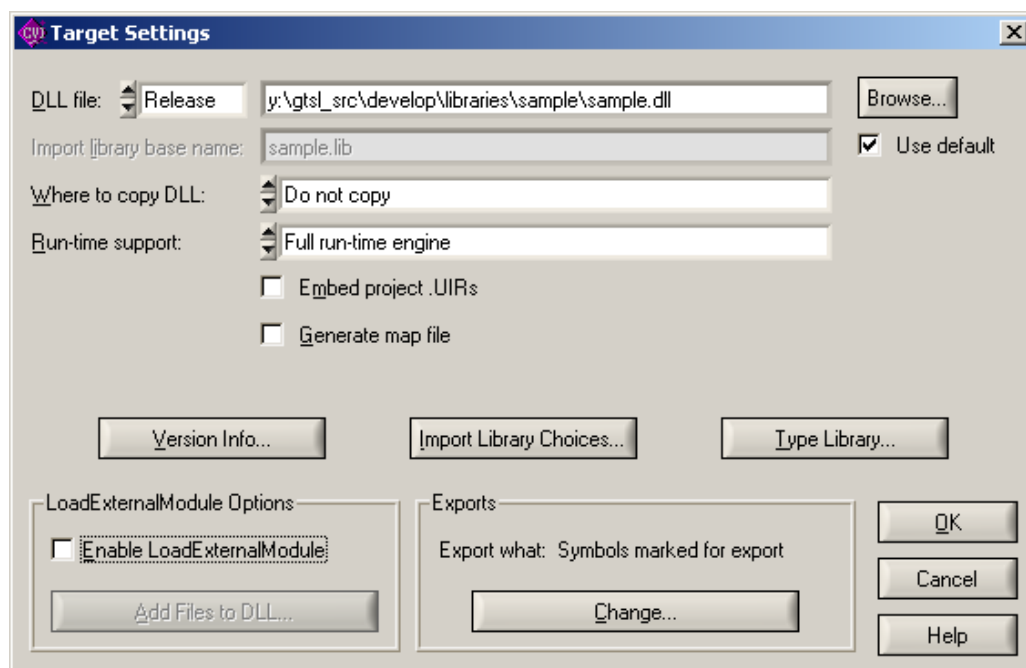 CVI Target Settings
DLL file: Release y:\gtsl_src\develop\libraries\sample\sample.dll Browse...
Import library base name: sample.lib Use default
Where to copy DLL: Do not copy
Run-time support: Full run-time engine
Embed project .UIRs
Generate map file
Version Info... Import Library Choices... Type Library...
LoadExternalModule Options
Enable LoadExternalModule
Add Files to DLL...
Exports
Export what: Symbols marked for export
Change...
OK
Cancel
Help